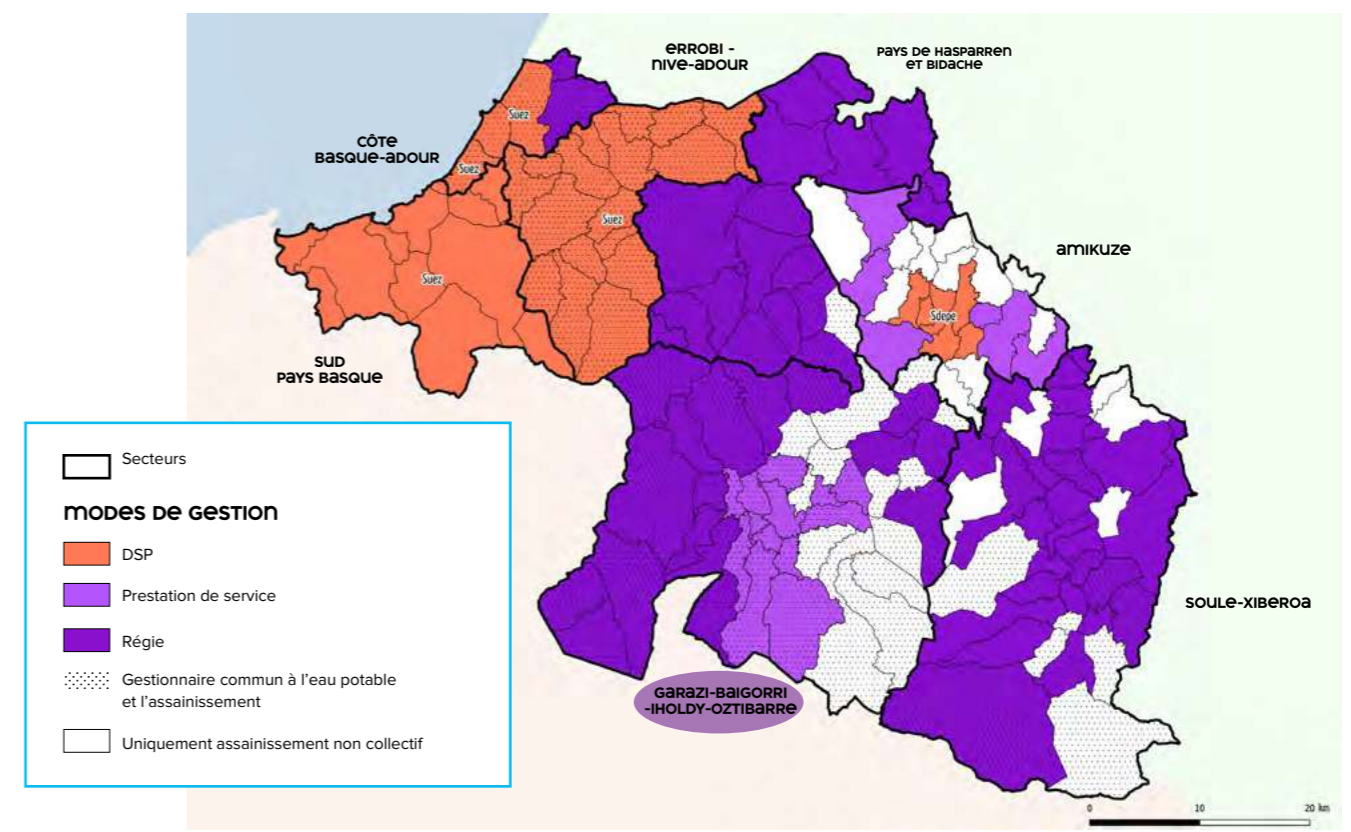 ERROBI -
NIVE-ADOUR
PAYS DE HASPARREN
ET BIDACHE
CÔTE
BASQUE-ADOUR
Suez
Suez
Suez
Suez
AMIKUZE
Sdepe
SUD
PAYS BASQUE
SOULE-XIBEROA
GARAZI-BAIGORRI
-IHOLDY-OZTIBARRE
Secteurs
MODES DE GESTION
DSP
Prestation de service
Régie
Gestionnaire commun à l'eau potable
et l'assainissement
Uniquement assainissement non collectif
0 10 20 km